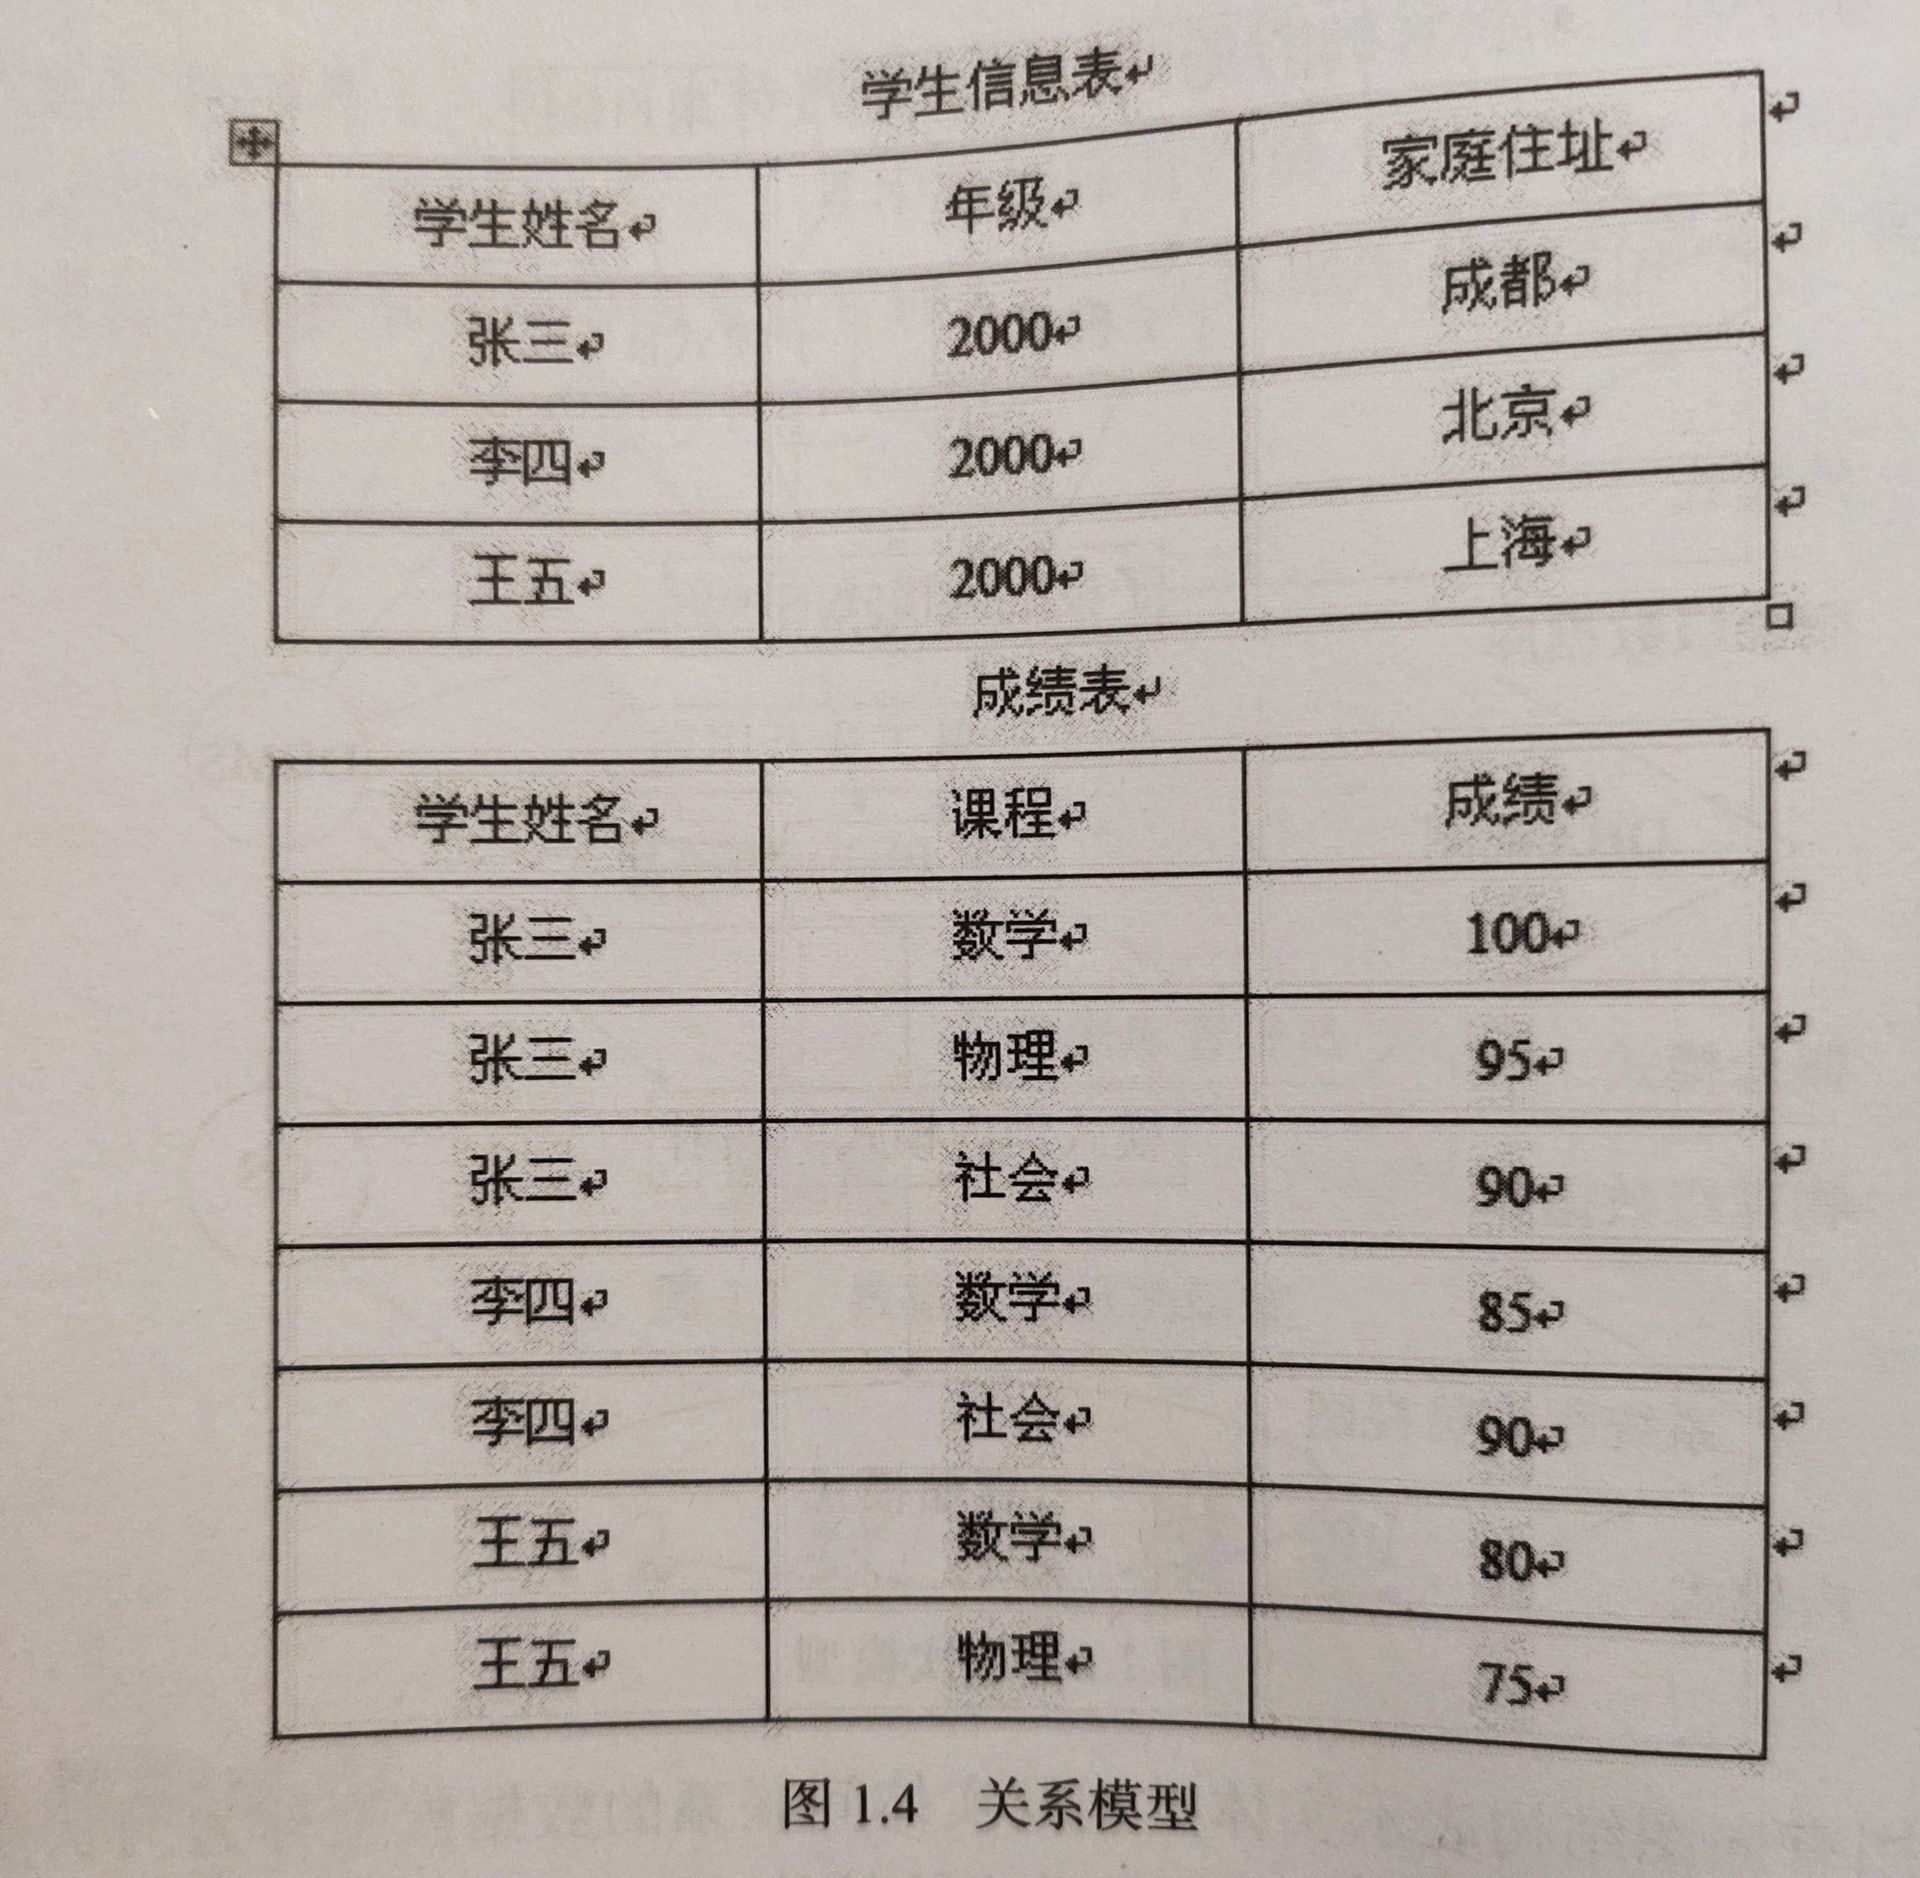 学生信息表
学生姓名 年级 家庭住址
张三 2000 成都
李四 2000 北京
王五 2000 上海
成绩表
学生姓名 课程 成绩
张三 数学 100
张三 物理 95
张三 社会 90
李四 数学 85
李四 社会 90
王五 数学 80
王五 物理 75
图 1.4 关系模型